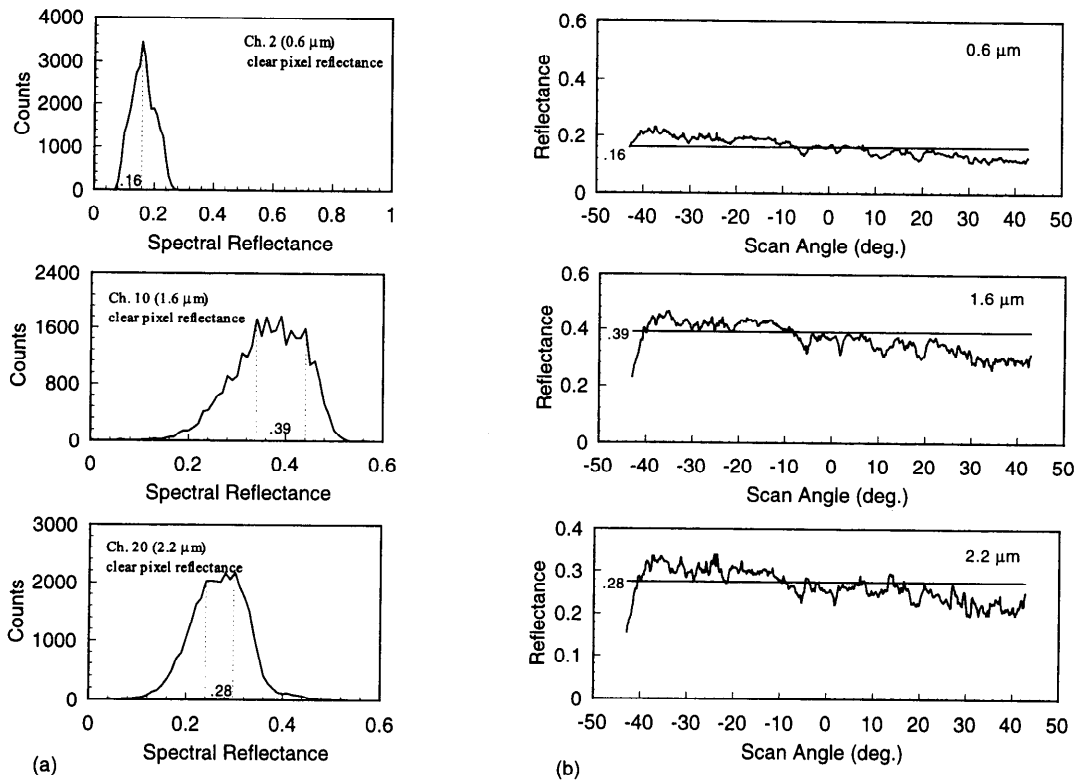 4000
3000
2000
1000
0
Counts
Ch. 2 (0.6 µm)
clear pixel reflectance
.16
0 0.2 0.4 0.6 0.8 1
Spectral Reflectance
2400
1600
800
0
Counts
Ch. 10 (1.6 µm)
clear pixel reflectance
.39
0 0.2 0.4 0.6
Spectral Reflectance
3000
2000
1000
0
Counts
Ch. 20 (2.2 µm)
clear pixel reflectance
.28
0 0.2 0.4 0.6
Spectral Reflectance
(a)
0.6
0.4
0.2
0
Reflectance
0.6 µm
.16
-50 -40 -30 -20 -10 0 10 20 30 40 50
Scan Angle (deg.)
0.6
0.4
0.2
0
Reflectance
1.6 µm
.39
-50 -40 -30 -20 -10 0 10 20 30 40 50
Scan Angle (deg.)
0.4
0.3
0.2
0.1
0
Reflectance
2.2 µm
.28
-50 -40 -30 -20 -10 0 10 20 30 40 50
Scan Angle (deg.)
(b)